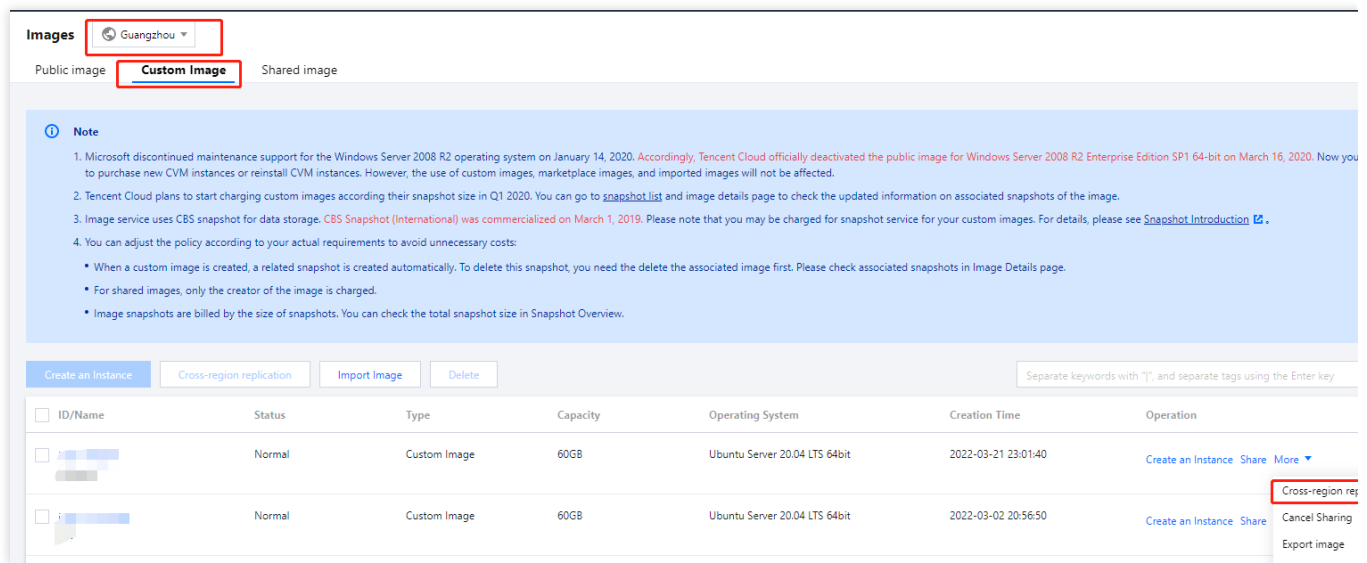 Images Guangzhou
Public image Custom Image Shared image
Note
1. Microsoft discontinued maintenance support for the Windows Server 2008 R2 operating system on January 14, 2020. Accordingly, Tencent Cloud officially deactivated the public image for Windows Server 2008 R2 Enterprise Edition SP1 64-bit on March 16, 2020. Now you
to purchase new CVM instances or reinstall CVM instances. However, the use of custom images, marketplace images, and imported images will not be affected.
2. Tencent Cloud plans to start charging custom images according their snapshot size in Q1 2020. You can go to snapshot list and image details page to check the updated information on associated snapshots of the image.
3. Image service uses CBS snapshot for data storage. CBS Snapshot (International) was commercialized on March 1, 2019. Please note that you may be charged for snapshot service for your custom images. For details, please see Snapshot Introduction.
4. You can adjust the policy according to your actual requirements to avoid unnecessary costs:
• When a custom image is created, a related snapshot is created automatically. To delete this snapshot, you need the delete the associated image first. Please check associated snapshots in Image Details page.
• For shared images, only the creator of the image is charged.
• Image snapshots are billed by the size of snapshots. You can check the total snapshot size in Snapshot Overview.
Create an Instance Cross-region replication Import Image Delete Separate keywords with "|", and separate tags using the Enter key
ID/Name Status Type Capacity Operating System Creation Time Operation
Normal Custom Image 60GB Ubuntu Server 20.04 LTS 64bit 2022-03-21 23:01:40 Create an Instance Share More
Cross-region rep
Normal Custom Image 60GB Ubuntu Server 20.04 LTS 64bit 2022-03-02 20:56:50 Create an Instance Share Cancel Sharing
Export image